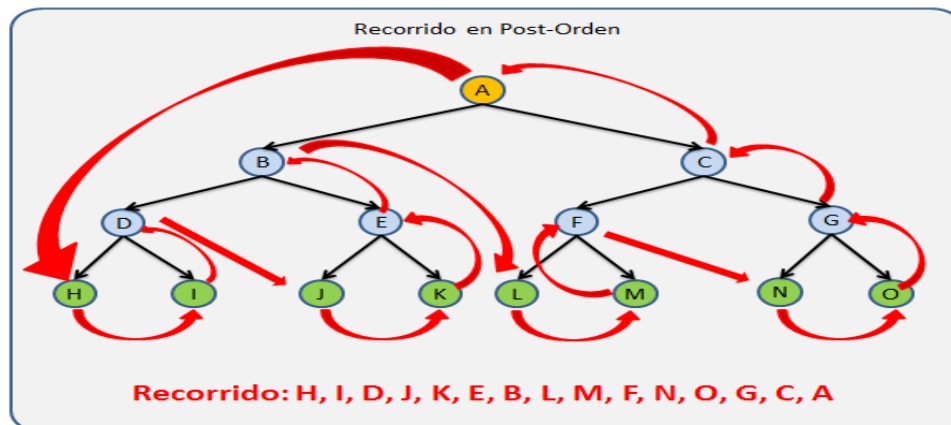 Recorrido en Post-Orden
A
B C
D E F G
H I J K L M N O
Recorrido: H, I, D, J, K, E, B, L, M, F, N, O, G, C, A